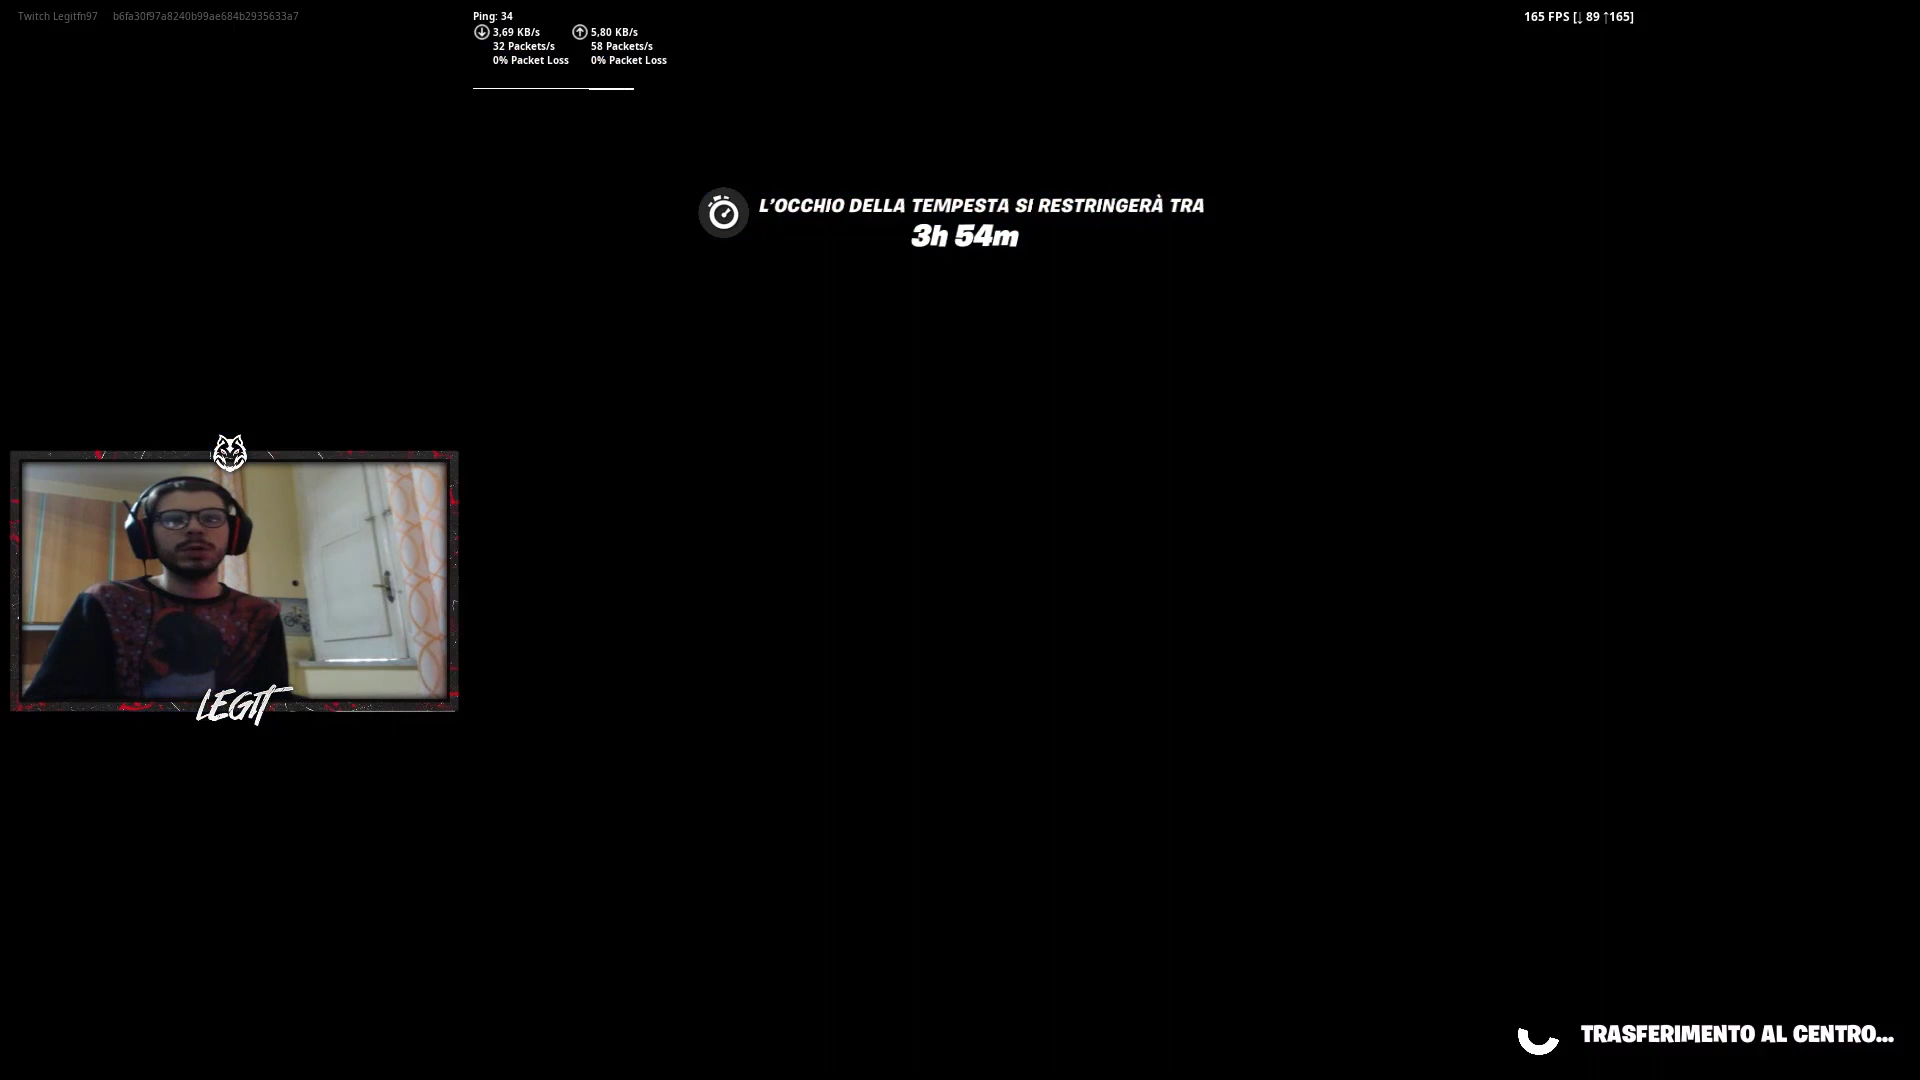 Twitch Legitfn97 b6fa30f97a8240b99ae684b2935633a7
Ping: 34
3,69 KB/s 5,80 KB/s
32 Packets/s 58 Packets/s
0% Packet Loss 0% Packet Loss
165 FPS [↓ 89 ↑165]
L'OCCHIO DELLA TEMPESTA SI RESTRINGERÀ TRA
3h 54m
LEGIT
TRASFERIMENTO AL CENTRO...